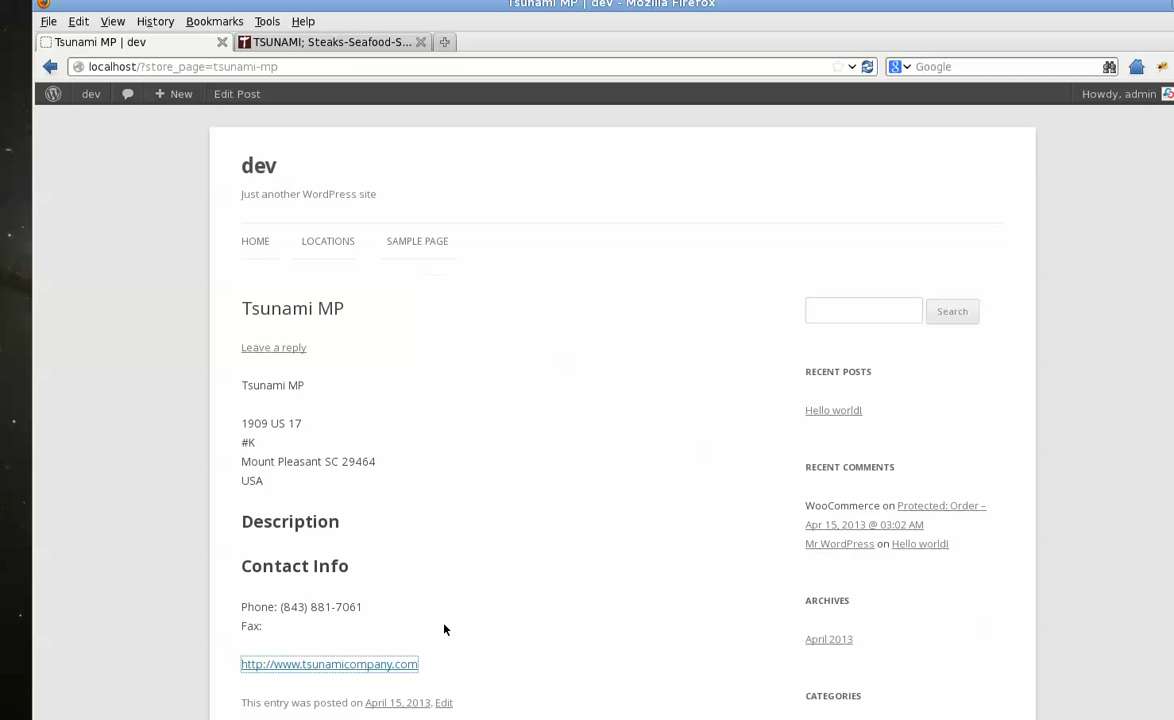 Tsunami MP | dev - Mozilla Firefox
File Edit View History Bookmarks Tools Help
Tsunami MP | dev
TSUNAMI; Steaks-Seafood-S...
localhost/?store_page=tsunami-mp
Google
dev
New
Edit Post
Howdy, admin
dev
Just another WordPress site
HOME
LOCATIONS
SAMPLE PAGE
Tsunami MP
Search
Leave a reply
Tsunami MP
1909 US 17
#K
Mount Pleasant SC 29464
USA
Description
Contact Info
Phone: (843) 881-7061
Fax:
http://www.tsunamicompany.com
This entry was posted on April 15, 2013. Edit
RECENT POSTS
Hello world!
RECENT COMMENTS
WooCommerce on Protected: Order –
Apr 15, 2013 @ 03:02 AM
Mr WordPress on Hello world!
ARCHIVES
April 2013
CATEGORIES